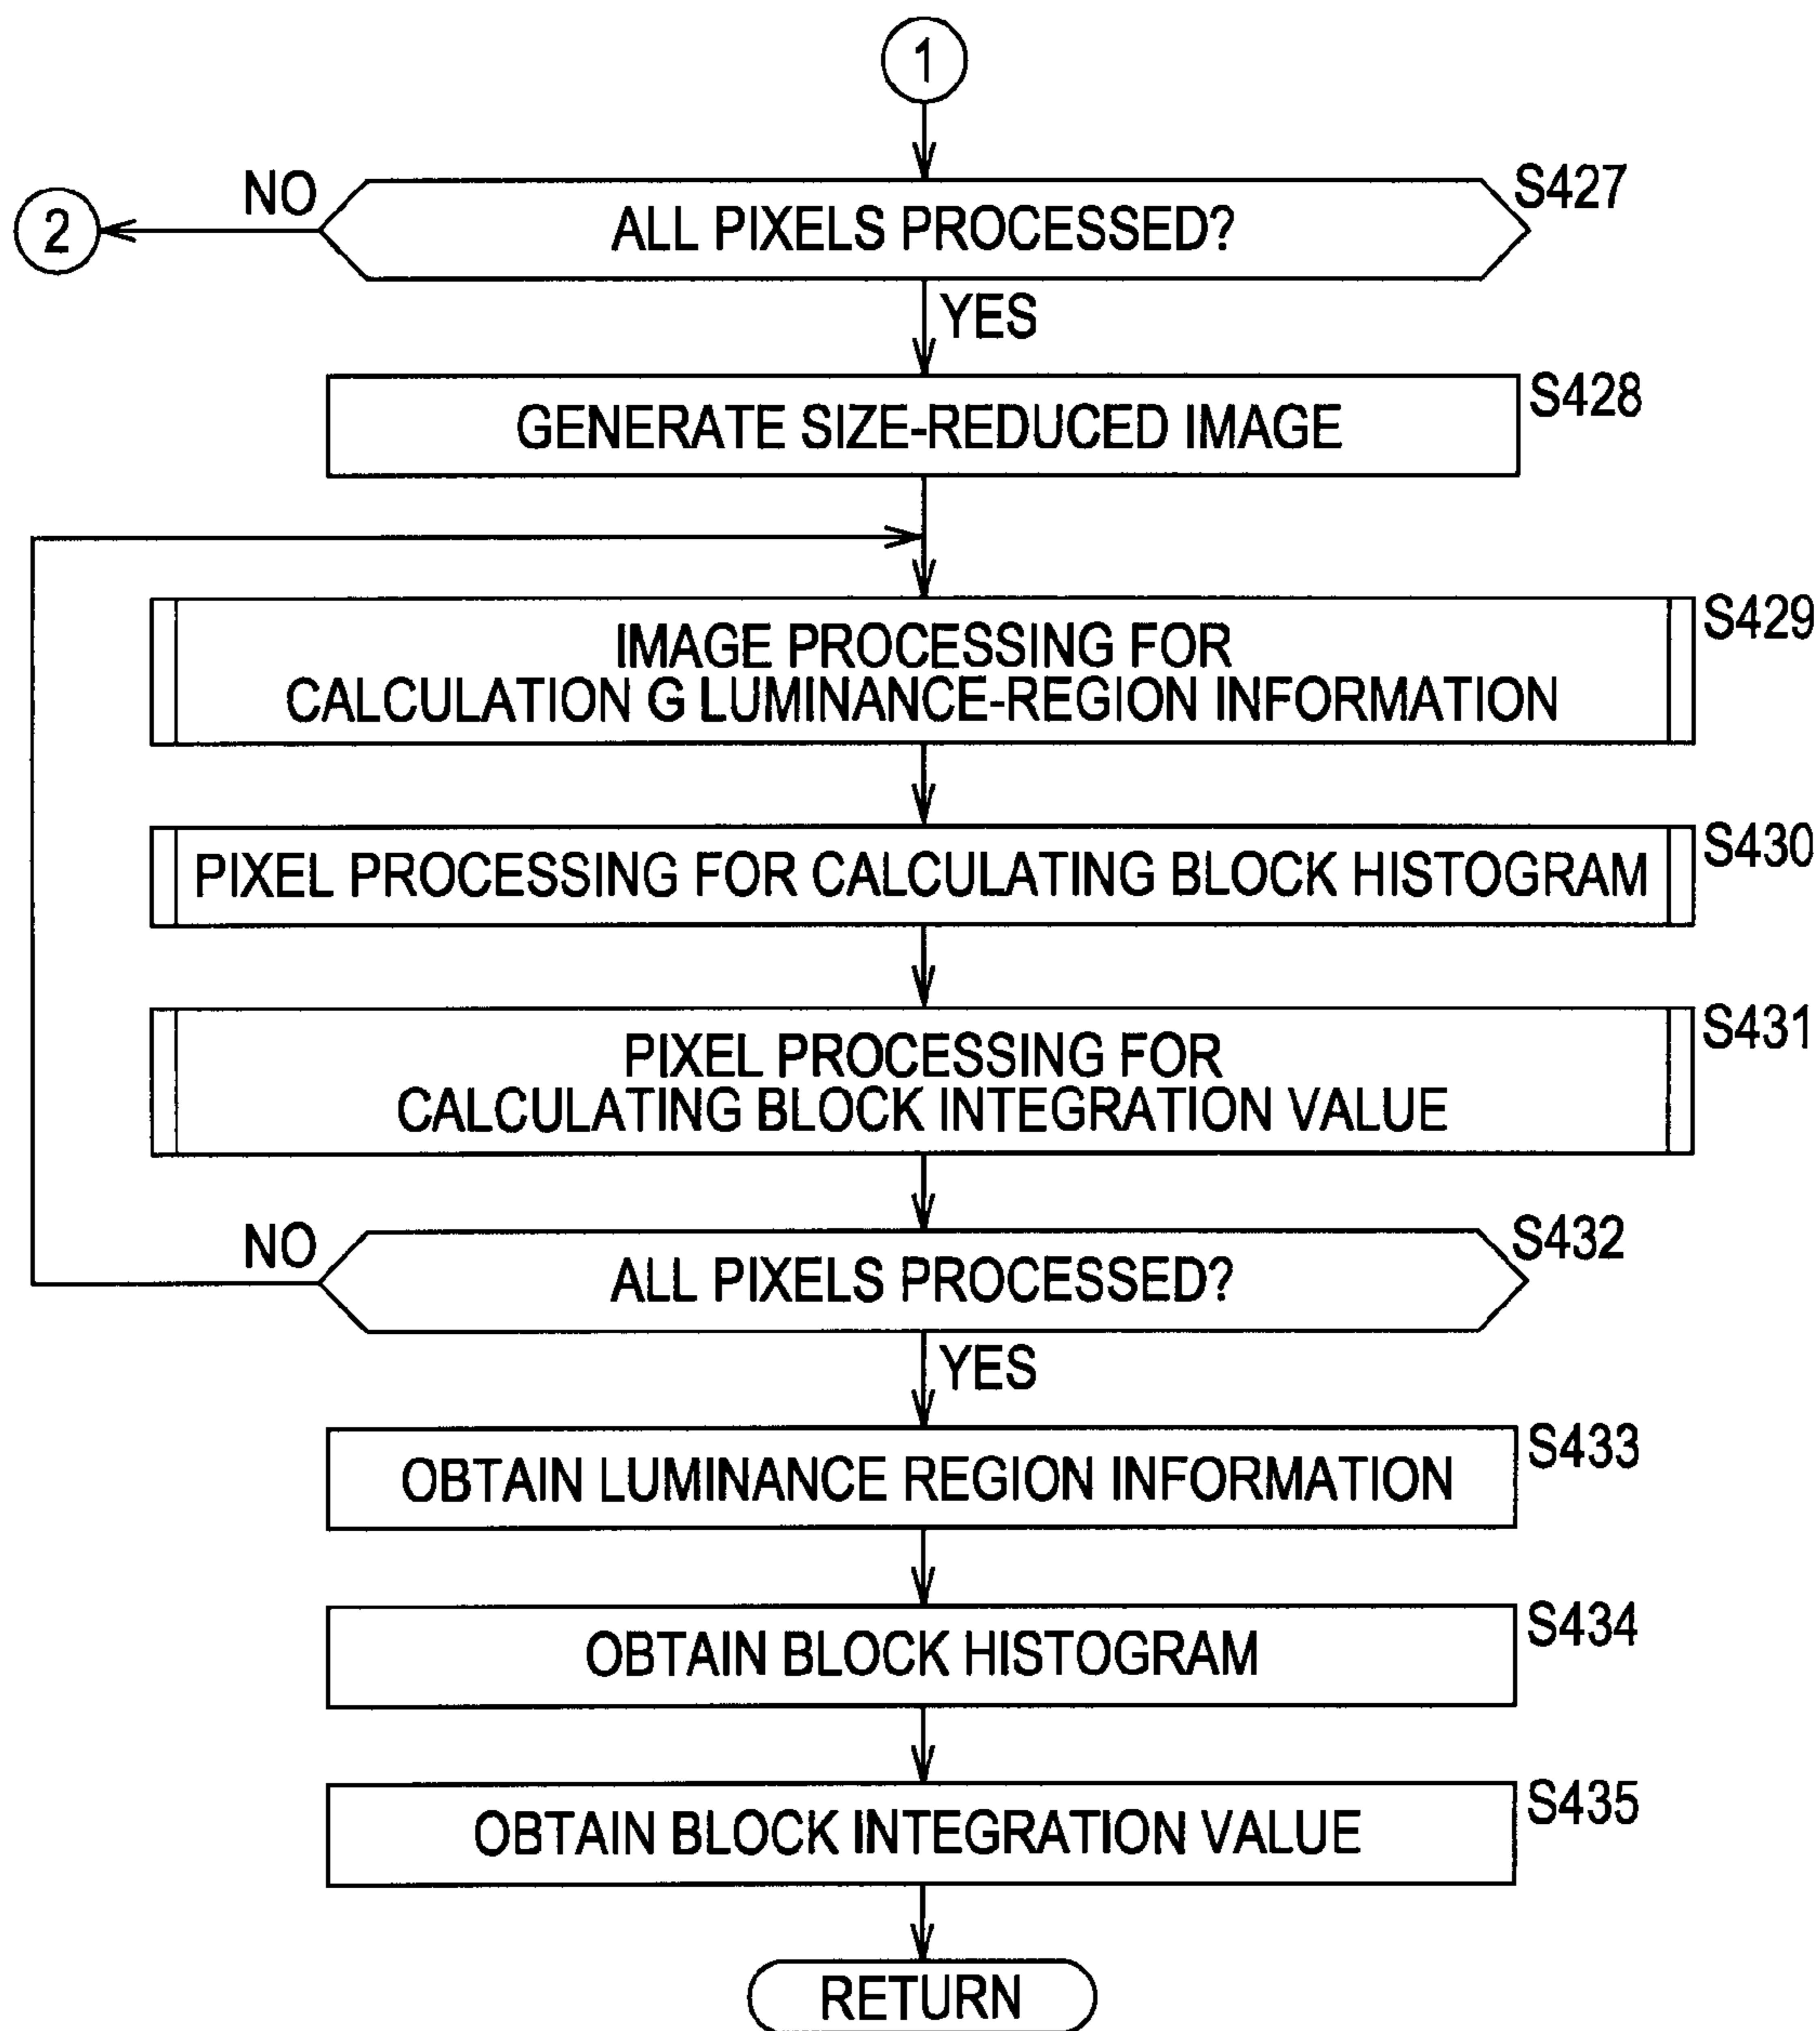 1
NO
S427
2
ALL PIXELS PROCESSED?
YES
S428
GENERATE SIZE-REDUCED IMAGE
S429
IMAGE PROCESSING FOR
CALCULATION G LUMINANCE-REGION INFORMATION
S430
PIXEL PROCESSING FOR CALCULATING BLOCK HISTOGRAM
S431
PIXEL PROCESSING FOR
CALCULATING BLOCK INTEGRATION VALUE
NO
S432
ALL PIXELS PROCESSED?
YES
S433
OBTAIN LUMINANCE REGION INFORMATION
S434
OBTAIN BLOCK HISTOGRAM
S435
OBTAIN BLOCK INTEGRATION VALUE
RETURN